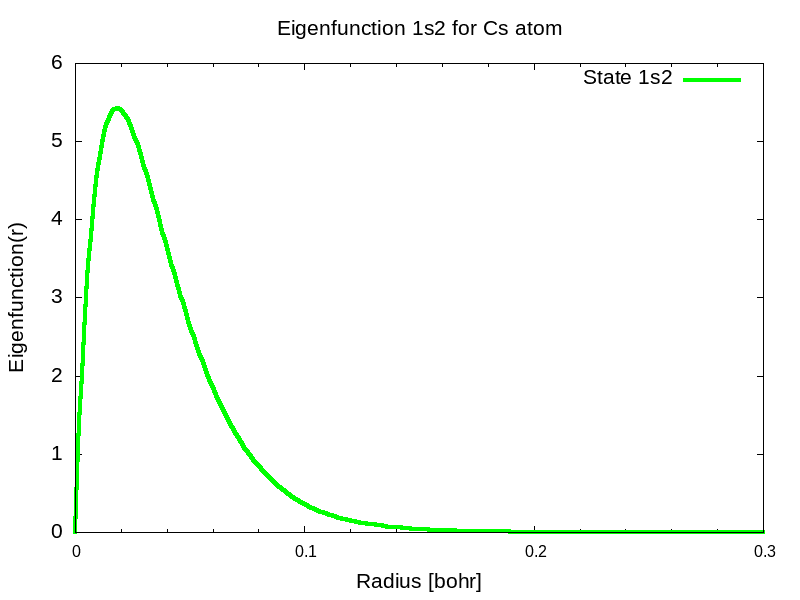 Eigenfunction 1s2 for Cs atom
State 1s2
6
5
4
3
2
1
0
Eigenfunction(r)
0 0.1 0.2 0.3
Radius [bohr]